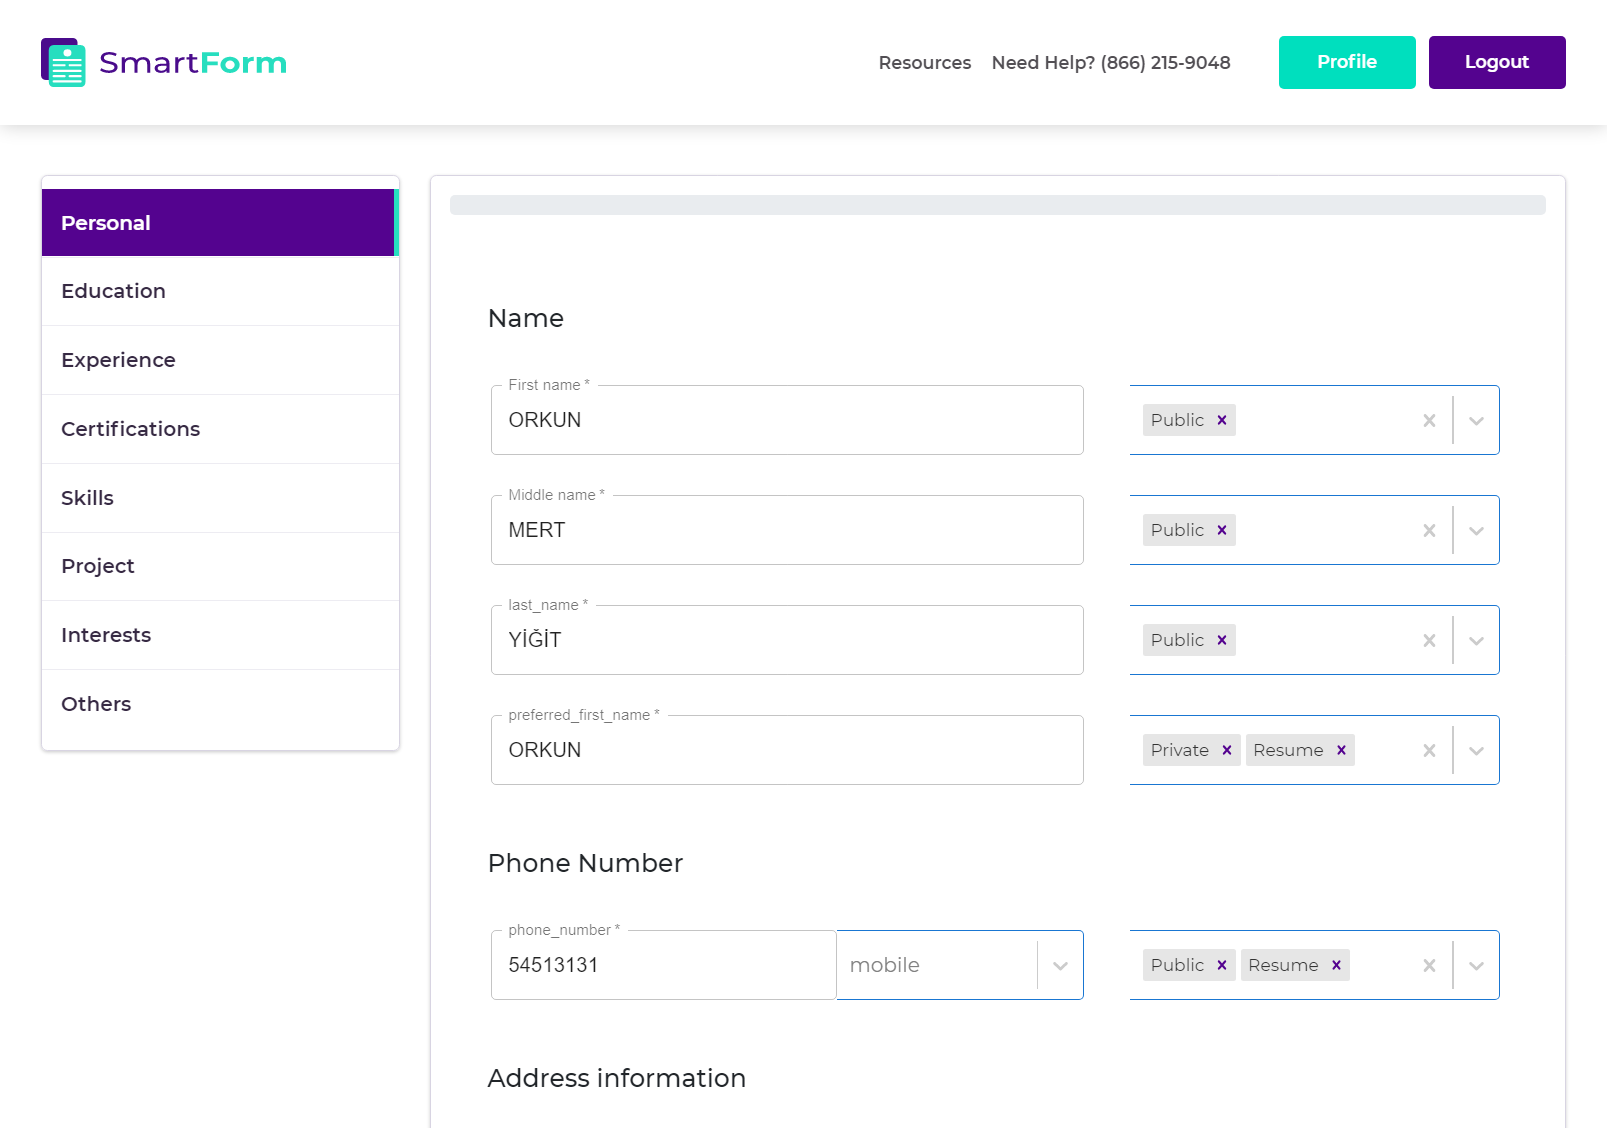 SmartForm
Resources Need Help? (866) 215-9048 Profile Logout
Personal
Education
Experience
Certifications
Skills
Project
Interests
Others
Name
First name *
ORKUN
Public
Middle name *
MERT
Public
last_name *
YİĞİT
Public
preferred_first_name *
ORKUN
Private Resume
Phone Number
phone_number *
54513131 mobile
Public Resume
Address information